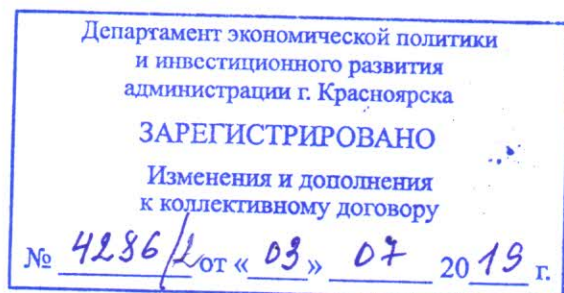 Департамент экономической политики
и инвестиционного развития
администрации г. Красноярска
ЗАРЕГИСТРИРОВАНО
Изменения и дополнения
к коллективному договору
№ 4286/2 от « 03 » 07 2019 г.